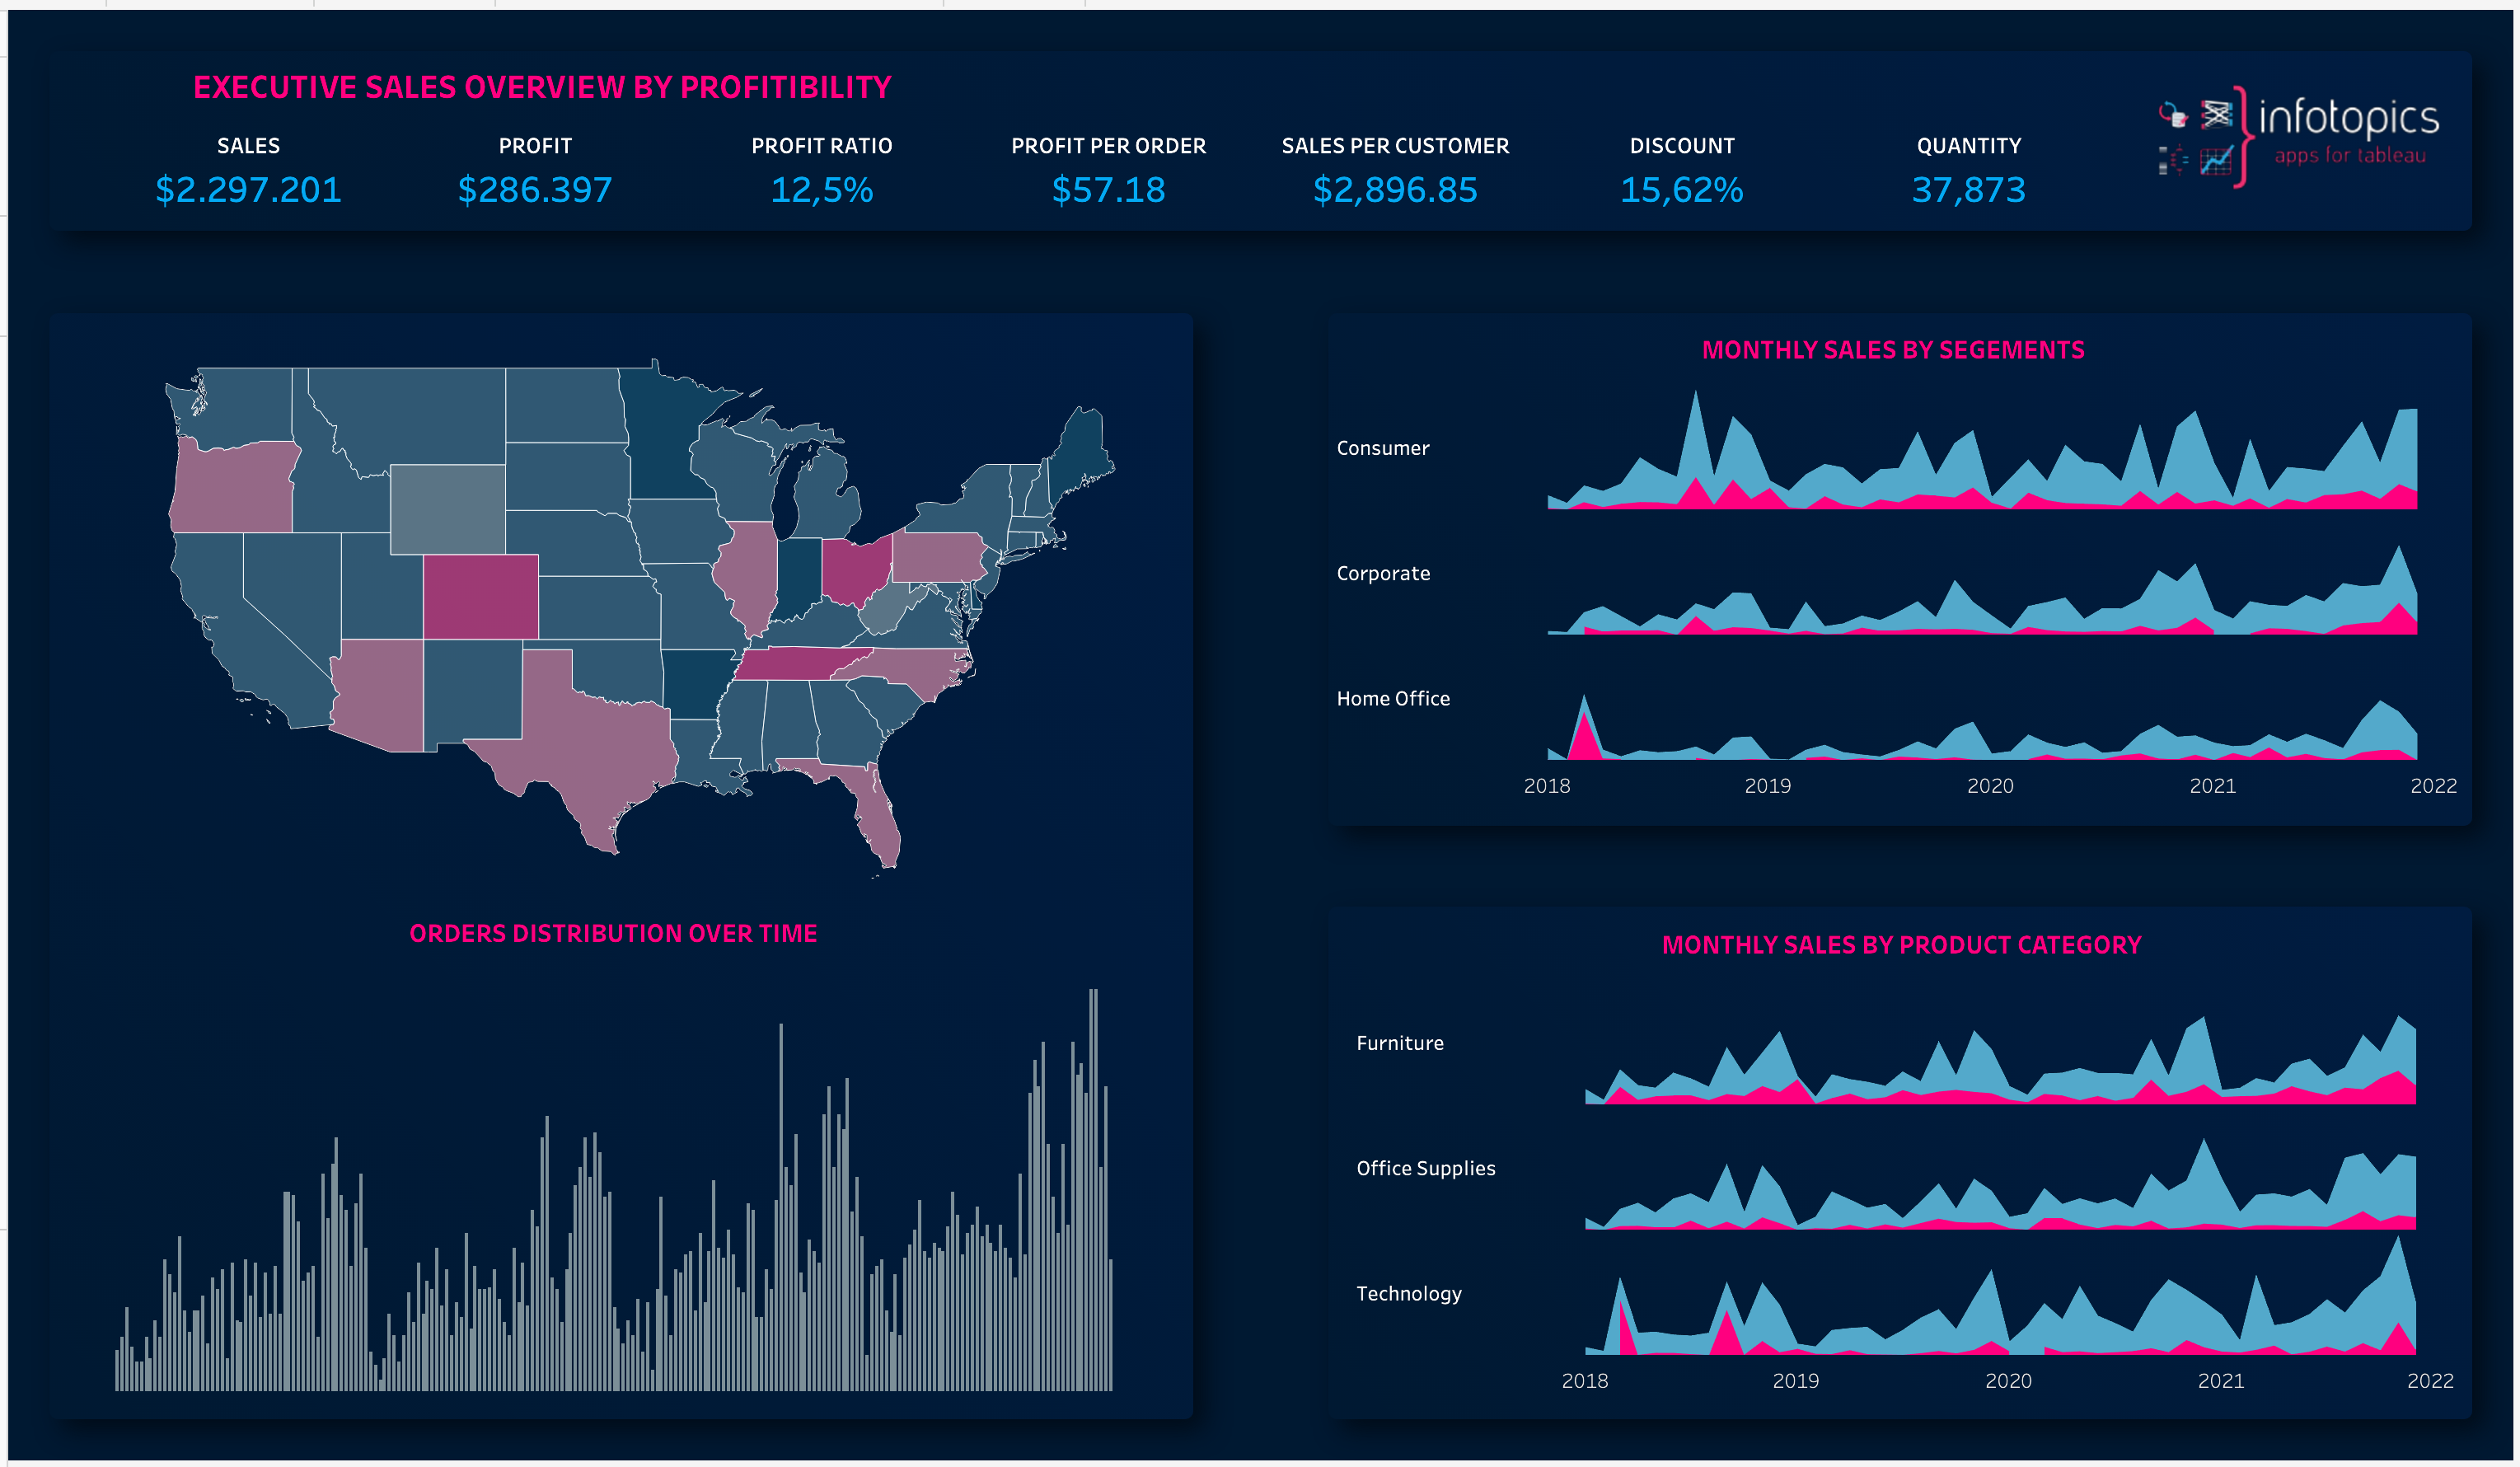 EXECUTIVE SALES OVERVIEW BY PROFITIBILITY
SALES
$2.297.201
PROFIT
$286.397
PROFIT RATIO
12,5%
PROFIT PER ORDER
$57.18
SALES PER CUSTOMER
$2,896.85
DISCOUNT
15,62%
QUANTITY
37,873
infotopics
apps for tableau
MONTHLY SALES BY SEGEMENTS
Consumer
Corporate
Home Office
2018 2019 2020 2021 2022
ORDERS DISTRIBUTION OVER TIME
MONTHLY SALES BY PRODUCT CATEGORY
Furniture
Office Supplies
Technology
2018 2019 2020 2021 2022